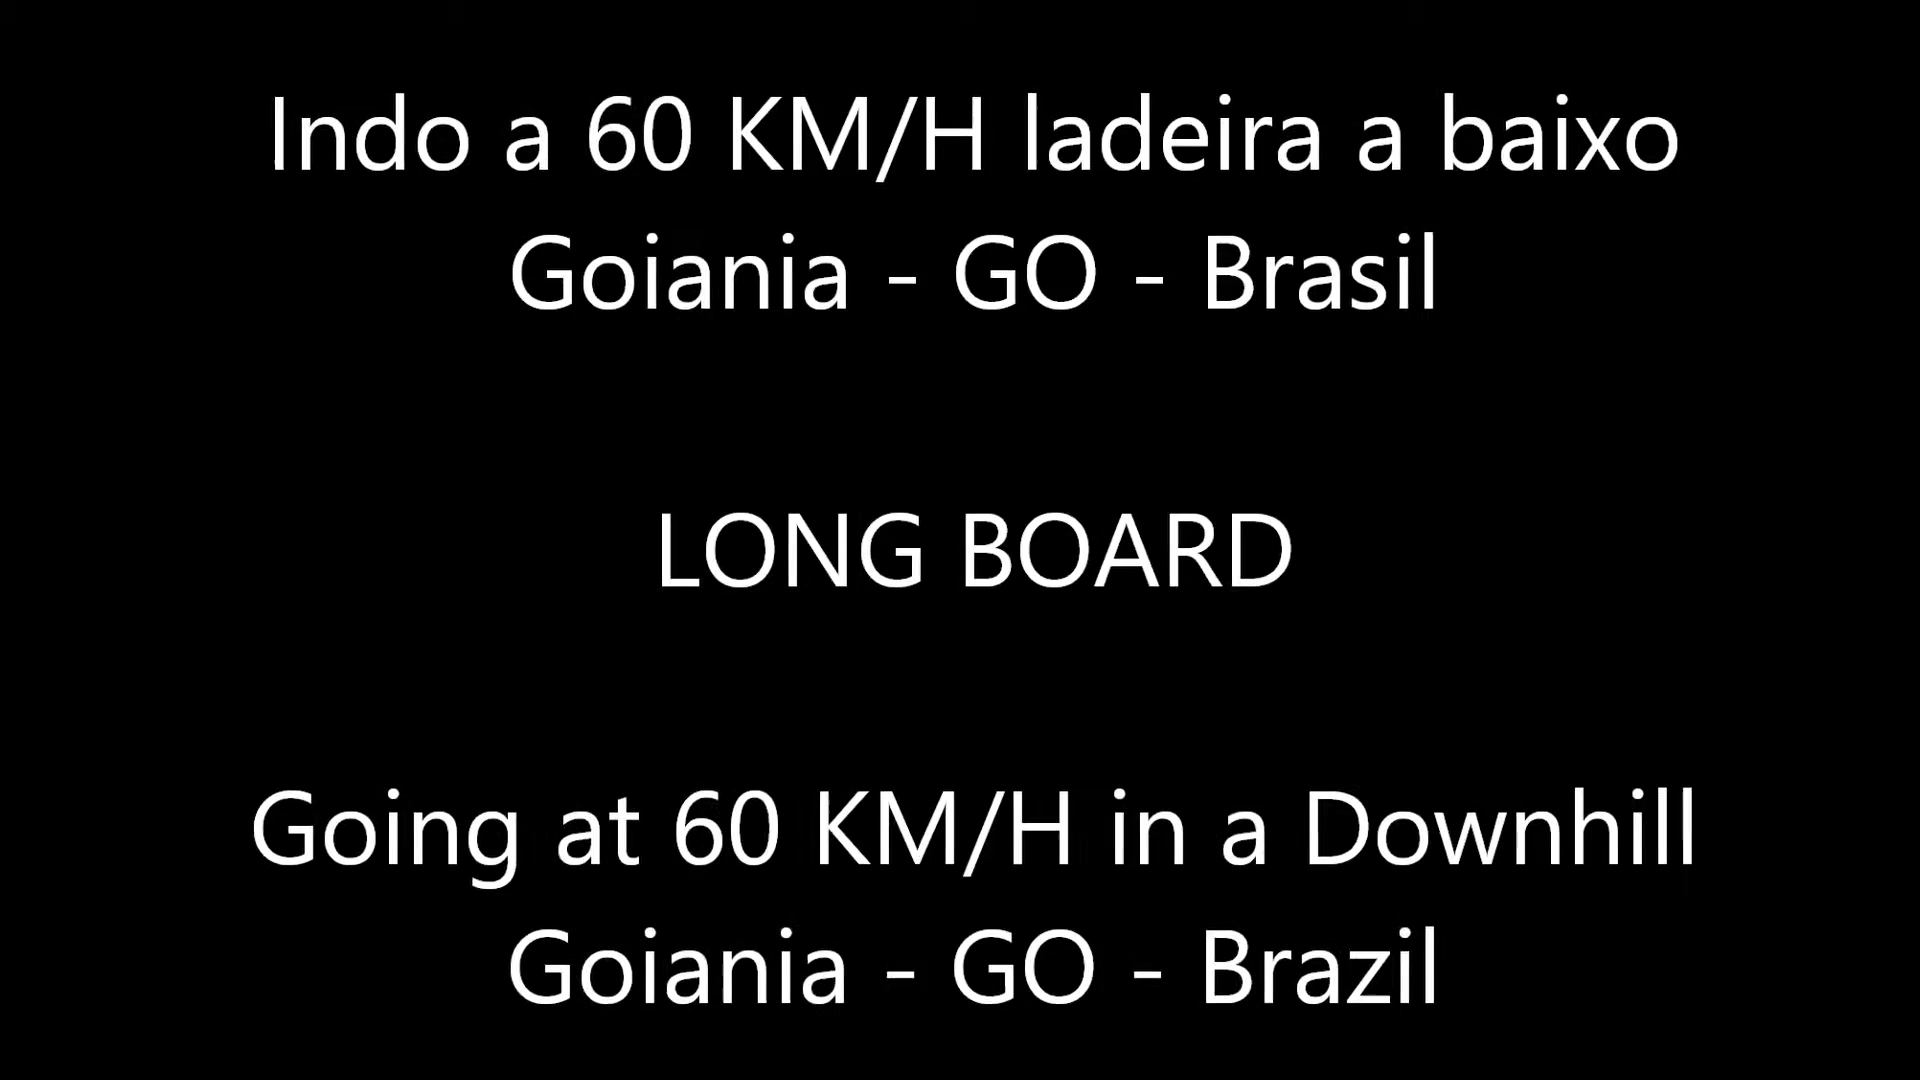 Indo a 60 KM/H ladeira a baixo
Goiania - GO - Brasil
LONG BOARD
Going at 60 KM/H in a Downhill
Goiania - GO - Brazil